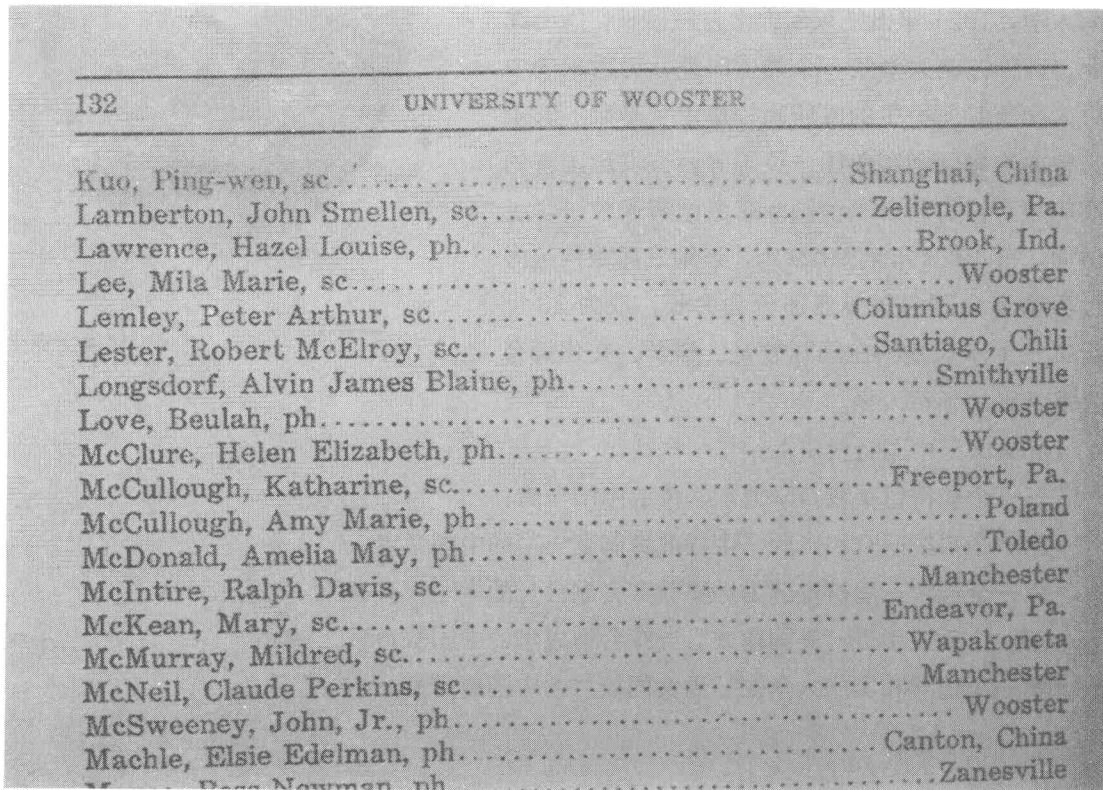 132 UNIVERSITY OF WOOSTER
Kuo, Ping-wen, sc. Shanghai, China
Lamberton, John Smellen, sc. Zelienople, Pa.
Lawrence, Hazel Louise, ph. Brook, Ind.
Lee, Mila Marie, sc. Wooster
Lemley, Peter Arthur, sc. Columbus Grove
Lester, Robert McElroy, sc. Santiago, Chili
Longsdorf, Alvin James Blaine, ph. Smithville
Love, Beulah, ph. Wooster
McClure, Helen Elizabeth, ph. Wooster
McCullough, Katharine, sc. Freeport, Pa.
McCullough, Amy Marie, ph. Poland
McDonald, Amelia May, ph. Toledo
McIntire, Ralph Davis, sc. Manchester
McKean, Mary, sc. Endeavor, Pa.
McMurray, Mildred, sc. Wapakoneta
McNeil, Claude Perkins, sc. Manchester
McSweeney, John, Jr., ph. Wooster
Machle, Elsie Edelman, ph. Canton, China
Newman, ph. Zanesville